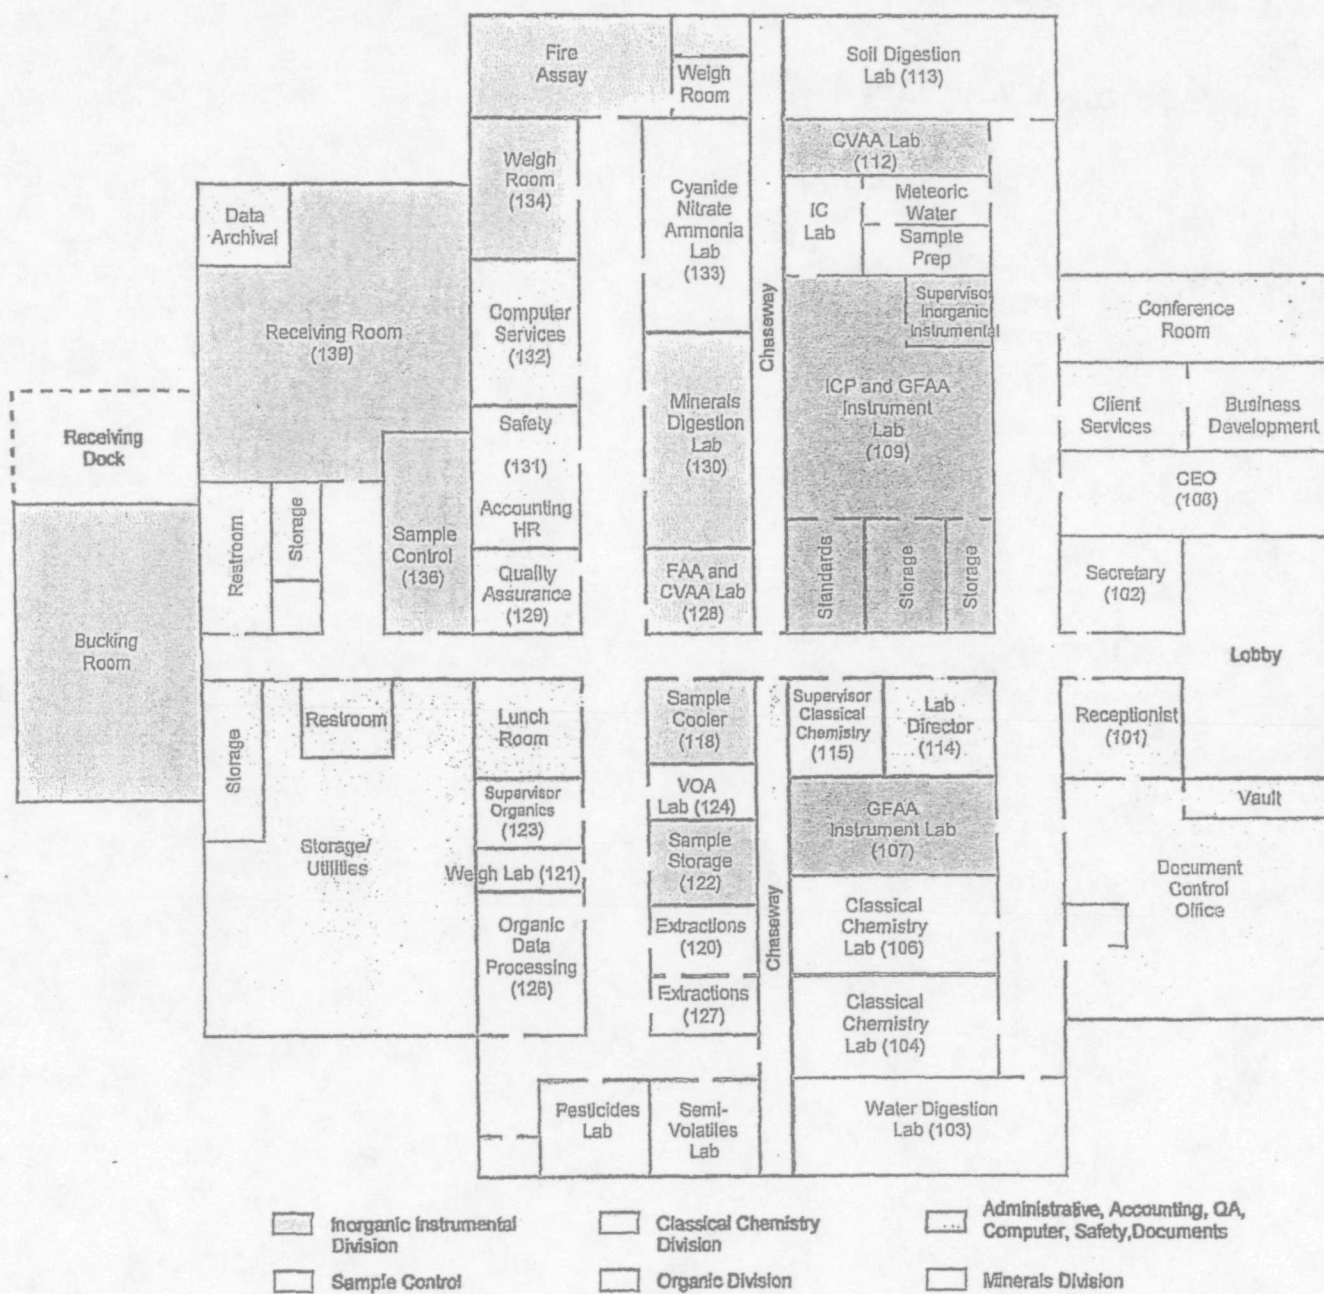 Fire
Assay
Weigh
Room
Soil Digestion
Lab (113)
Weigh
Room
(134)
Cyanide
Nitrate
Ammonia
Lab
(133)
CVAA Lab
(112)
IC
Lab
Meteoric
Water
Sample
Prep
Data
Archival
Receiving Room
(139)
Computer
Services
(132)
Chaseway
Supervisor
Inorganic
Instrumental
Conference
Room
Receiving
Dock
Safety
(131)
Accounting
HR
Minerals
Digestion
Lab
(130)
ICP and GFAA
Instrument
Lab
(109)
Client
Services
Business
Development
CEO
(108)
Restroom
Storage
Sample
Control
(136)
Quality
Assurance
(129)
FAA and
CVAA Lab
(128)
Standards
Storage
Storage
Secretary
(102)
Bucking
Room
Lobby
Storage
Restroom
Lunch
Room
Sample
Cooler
(118)
Supervisor
Classical
Chemistry
(115)
Lab
Director
(114)
Receptionist
(101)
Storage/
Utilities
Supervisor
Organics
(123)
VOA
Lab (124)
GFAA
Instrument Lab
(107)
Vault
Weigh Lab (121)
Sample
Storage
(122)
Document
Control
Office
Organic
Data
Processing
(126)
Extractions
(120)
Extractions
(127)
Chaseway
Classical
Chemistry
Lab (106)
Classical
Chemistry
Lab (104)
Pesticides
Lab
Semi-
Volatiles
Lab
Water Digestion
Lab (103)
Inorganic Instrumental
Division
Classical Chemistry
Division
Administrative, Accounting, QA,
Computer, Safety,Documents
Sample Control
Organic Division
Minerals Division